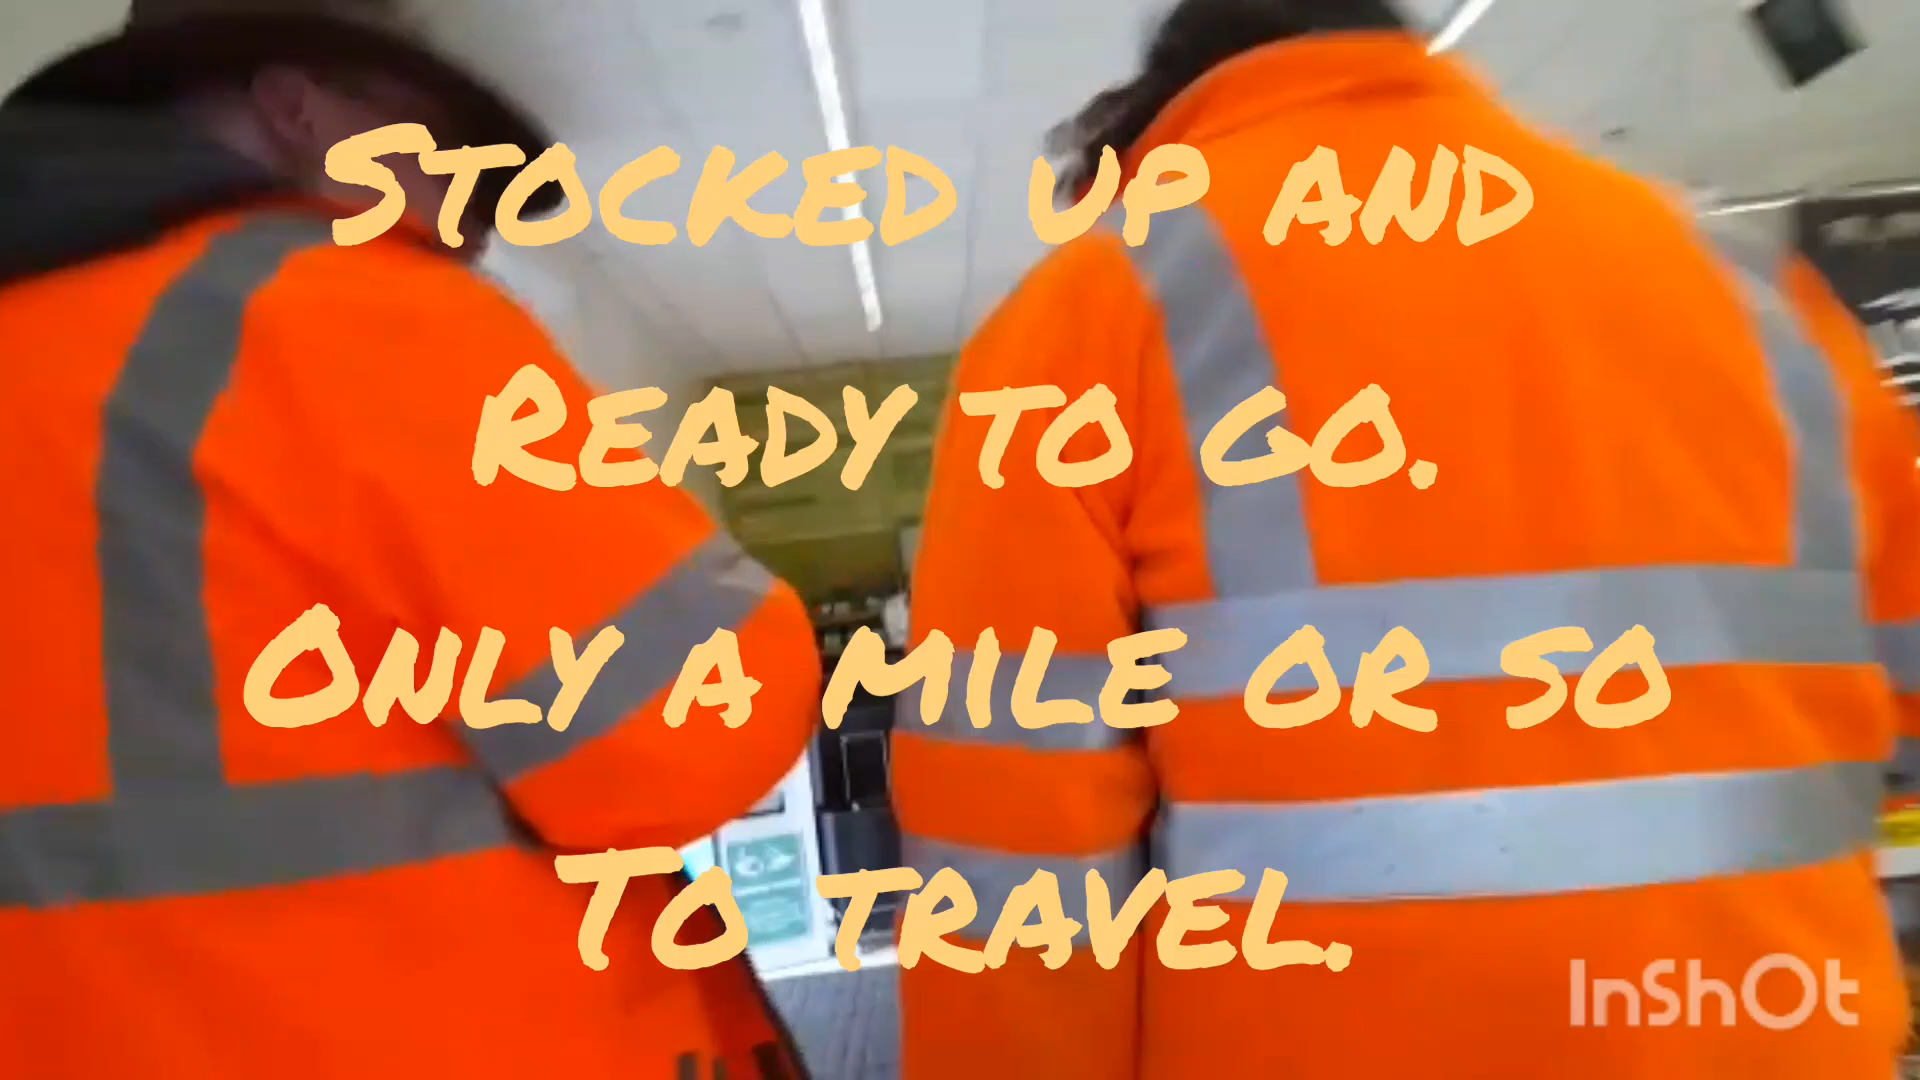 Stocked up and
Ready to go.
Only a mile or so
To travel.
InShOt